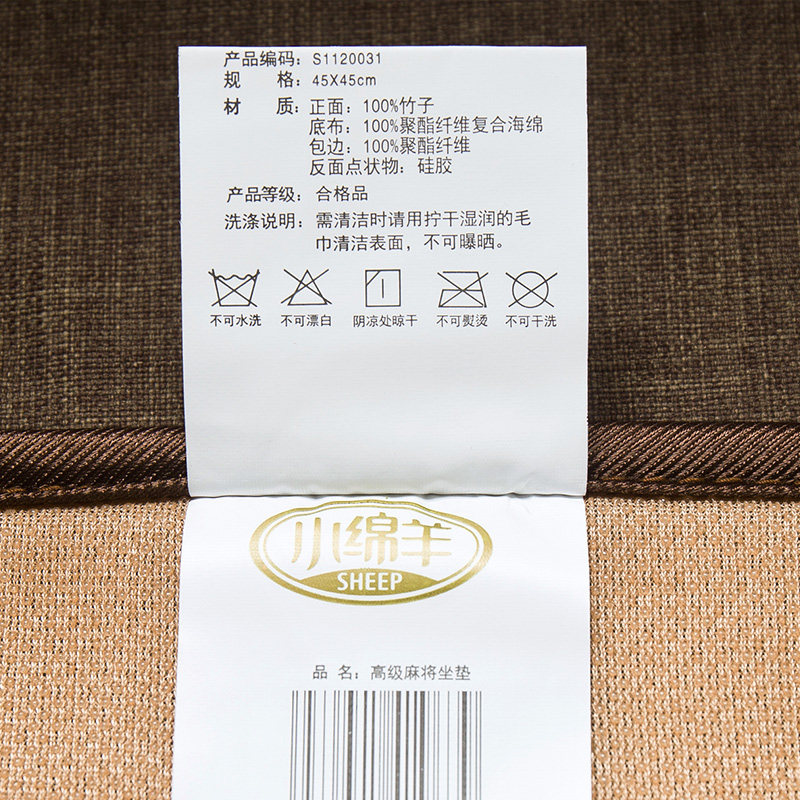 产品编码：S1120031
规 格：45X45cm
材 质：正面：100%竹子
底布：100%聚酯纤维复合海绵
包边：100%聚酯纤维
反面点状物：硅胶
产品等级：合格品
洗涤说明：需清洁时请用拧干湿润的毛
巾清洁表面，不可曝晒。
不可水洗 不可漂白 阴凉处晾干 不可熨烫 不可干洗
小绵羊
SHEEP
品 名：高级麻将坐垫